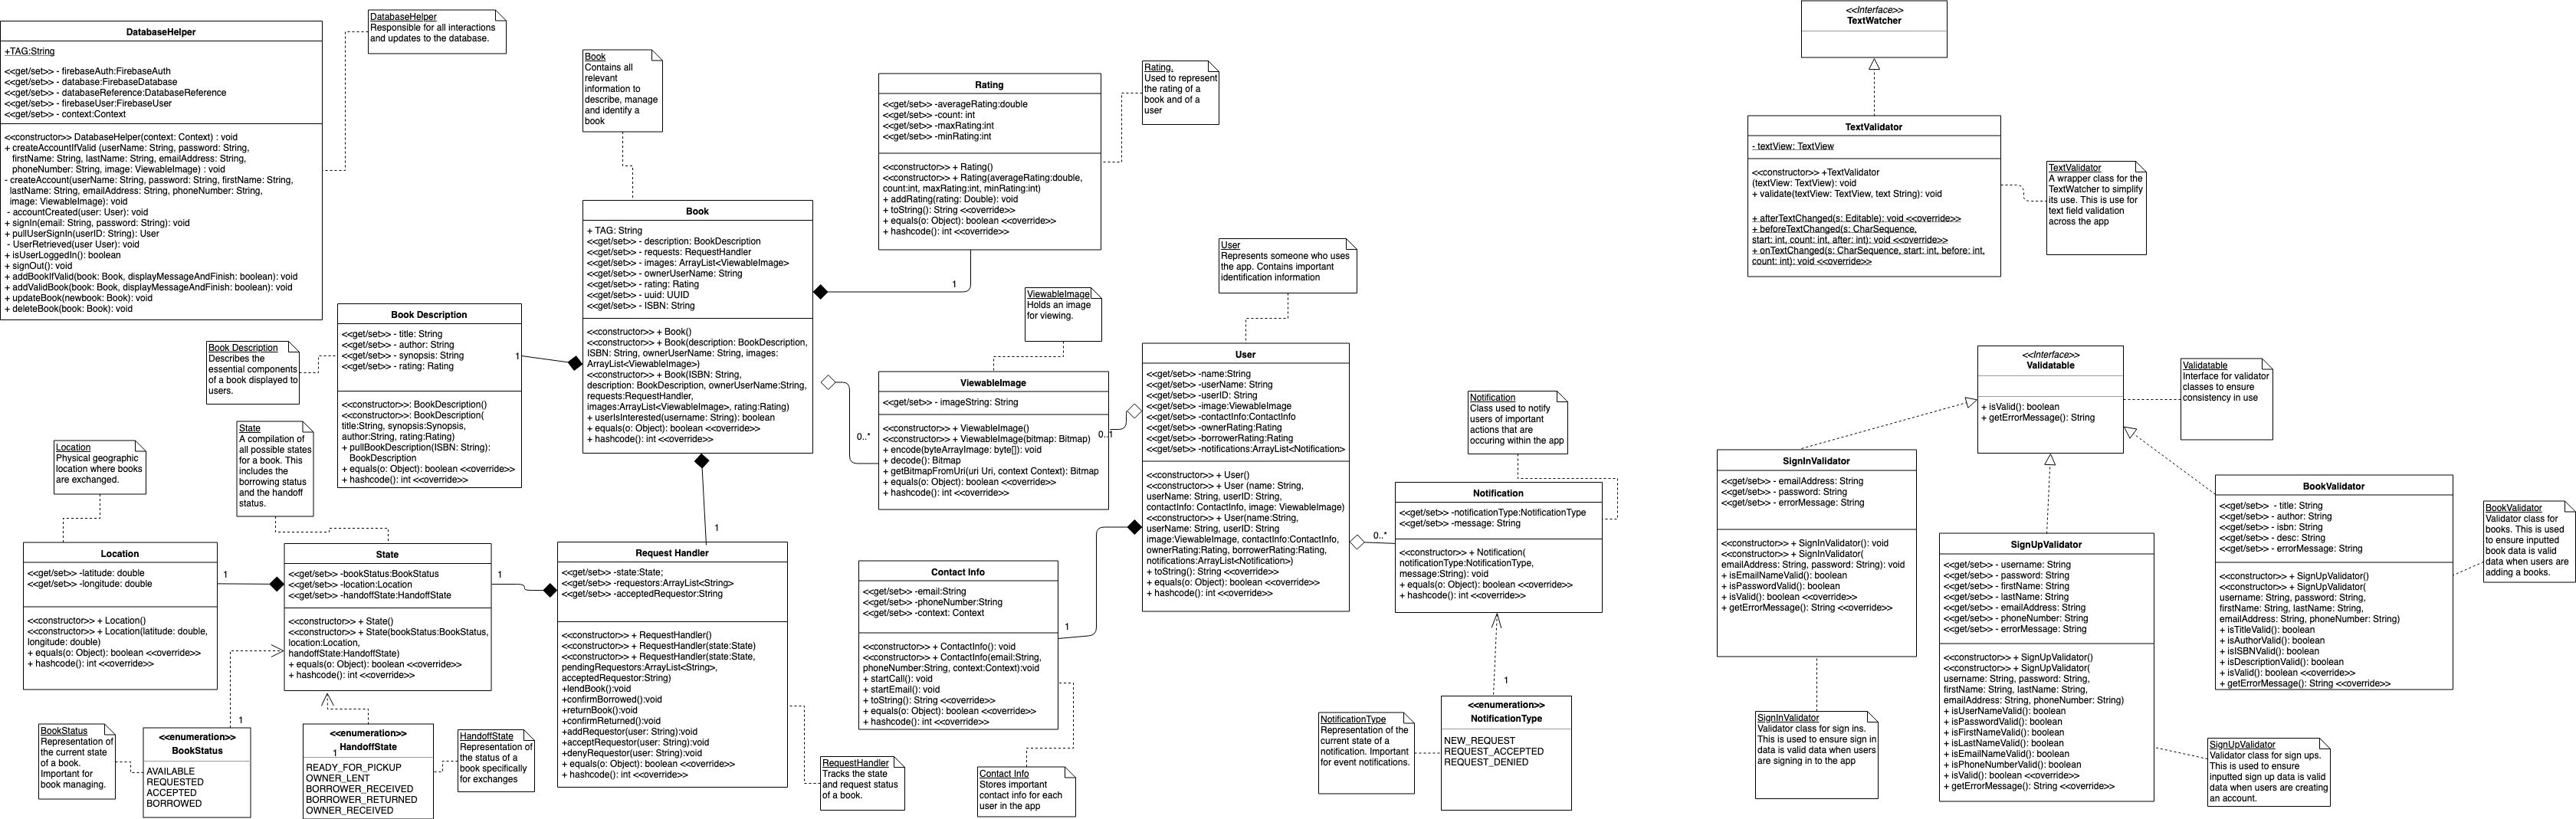 DatabaseHelper
+TAG:String
<<get/set>> - firebaseAuth:FirebaseAuth
<<get/set>> - database:FirebaseDatabase
<<get/set>> - databaseReference:DatabaseReference
<<get/set>> - firebaseUser:FirebaseUser
<<get/set>> - context:Context
<<constructor>> DatabaseHelper(context: Context) : void
+ createAccountIfValid (userName: String, password: String,
firstName: String, lastName: String, emailAddress: String,
phoneNumber: String, image: ViewableImage) : void
- createAccount(userName: String, password: String, firstName: String,
lastName: String, emailAddress: String, phoneNumber: String,
image: ViewableImage): void
- accountCreated(user: User): void
+ signIn(email: String, password: String): void
+ pullUserSignIn(userID: String): User
- UserRetrieved(user User): void
+ isUserLoggedIn(): boolean
+ signOut(): void
+ addBookIfValid(book: Book, displayMessageAndFinish: boolean): void
+ addValidBook(book: Book, displayMessageAndFinish: boolean): void
+ updateBook(newbook: Book): void
+ deleteBook(book: Book): void
DatabaseHelper
Responsible for all interactions
and updates to the database.
Book
Contains all
relevant
information to
describe, manage
and identify a
book
Rating
<<get/set>> -averageRating:double
<<get/set>> -count: int
<<get/set>> -maxRating:int
<<get/set>> -minRating:int
<<constructor>> + Rating()
<<constructor>> + Rating(averageRating:double,
count:int, maxRating:int, minRating:int)
+ addRating(rating: Double): void
+ toString(): String <<override>>
+ equals(o: Object): boolean <<override>>
+ hashcode(): int <<override>>
Rating.
Used to represent
the rating of a
book and of a
user
1
Book
+ TAG: String
<<get/set>> - description: BookDescription
<<get/set>> - requests: RequestHandler
<<get/set>> - images: ArrayList<ViewableImage>
<<get/set>> - ownerUserName: String
<<get/set>> - rating: Rating
<<get/set>> - uuid: UUID
<<get/set>> - ISBN: String
<<constructor>> + Book()
<<constructor>> + Book(description: BookDescription,
ISBN: String, ownerUserName: String, images:
ArrayList<ViewableImage>)
<<constructor>> + Book(ISBN: String,
description: BookDescription, ownerUserName:String,
requests:RequestHandler,
images:ArrayList<ViewableImage>, rating:Rating)
+ userIsInterested(username: String): boolean
+ equals(o: Object): boolean <<override>>
+ hashcode(): int <<override>>
Book Description
<<get/set>> - title: String
<<get/set>> - author: String
<<get/set>> - synopsis: String
<<get/set>> - rating: Rating
<<constructor>>: BookDescription()
<<constructor>>: BookDescription(
title:String, synopsis:Synopsis,
author:String, rating:Rating)
+ pullBookDescription(ISBN: String):
BookDescription
+ equals(o: Object): boolean <<override>>
+ hashcode(): int <<override>>
1
Book Description
Describes the
essential components
of a book displayed to
users.
State
A compilation of
all possible states
for a book. This
includes the
borrowing status
and the handoff
status.
Location
Physical geographic
location where books
are exchanged.
Location
<<get/set>> -latitude: double
<<get/set>> -longitude: double
<<constructor>> + Location()
<<constructor>> + Location(latitude: double,
longitude: double)
+ equals(o: Object): boolean <<override>>
+ hashcode(): int <<override>>
1
State
<<get/set>> -bookStatus:BookStatus
<<get/set>> -location:Location
<<get/set>> -handoffState:HandoffState
<<constructor>> + State()
<<constructor>> + State(bookStatus:BookStatus,
location:Location,
handoffState:HandoffState)
+ equals(o: Object): boolean <<override>>
+ hashcode(): int <<override>>
1
Request Handler
<<get/set>> -state:State;
<<get/set>> -requestors:ArrayList<String>
<<get/set>> -acceptedRequestor:String
<<constructor>> + RequestHandler()
<<constructor>> + RequestHandler(state:State)
<<constructor>> + RequestHandler(state:State,
pendingRequestors:ArrayList<String>,
acceptedRequestor:String)
+lendBook():void
+confirmBorrowed():void
+returnBook():void
+confirmReturned():void
+addRequestor(user: String):void
+acceptRequestor(user: String):void
+denyRequestor(user: String):void
+ equals(o: Object): boolean <<override>>
+ hashcode(): int <<override>>
1
RequestHandler
Tracks the state
and request status
of a book.
BookStatus
Representation of
the current state
of a book.
Important for
book managing.
1
<<enumeration>>
BookStatus
AVAILABLE
REQUESTED
ACCEPTED
BORROWED
<<enumeration>>
HandoffState
1
READY_FOR_PICKUP
OWNER_LENT
BORROWER_RECEIVED
BORROWER_RETURNED
OWNER_RECEIVED
HandoffState
Representation of
the status of a
book specifically
for exchanges
ViewableImage
Holds an image
for viewing.
ViewableImage
<<get/set>> - imageString: String
<<constructor>> + ViewableImage()
<<constructor>> + ViewableImage(bitmap: Bitmap)
+ encode(byteArrayImage: byte[]): void
+ decode(): Bitmap
+ getBitmapFromUri(uri Uri, context Context): Bitmap
+ equals(o: Object): boolean <<override>>
+ hashcode(): int <<override>>
0..*
0..1
User
Represents someone who uses
the app. Contains important
identification information
User
<<get/set>> -name:String
<<get/set>> -userName: String
<<get/set>> -userID: String
<<get/set>> -image:ViewableImage
<<get/set>> -contactInfo:ContactInfo
<<get/set>> -ownerRating:Rating
<<get/set>> -borrowerRating:Rating
<<get/set>> -notifications:ArrayList<Notification>
<<constructor>> + User()
<<constructor>> + User (name: String,
userName: String, userID: String,
contactInfo: ContactInfo, image: ViewableImage)
<<constructor>> + User(name:String,
userName: String, userID: String
image:ViewableImage, contactInfo:ContactInfo,
ownerRating:Rating, borrowerRating:Rating,
notifications:ArrayList<Notification>)
+ toString(): String <<override>>
+ equals(o: Object): boolean <<override>>
+ hashcode(): int <<override>>
Contact Info
<<get/set>> -email:String
<<get/set>> -phoneNumber:String
<<get/set>> -context: Context
<<constructor>> + ContactInfo(): void
<<constructor>> + ContactInfo(email:String,
phoneNumber:String, context:Context):void
+ startCall(): void
+ startEmail(): void
+ toString(): String <<override>>
+ equals(o: Object): boolean <<override>>
+ hashcode(): int <<override>>
1
Contact Info
Stores important
contact info for each
user in the app
Notification
Class used to notify
users of important
actions that are
occuring within the app
Notification
<<get/set>> -notificationType:NotificationType
<<get/set>> -message: String
<<constructor>> + Notification(
notificationType:NotificationType,
message:String): void
+ equals(o: Object): boolean <<override>>
+ hashcode(): int <<override>>
0..*
1
NotificationType
Representation of the
current state of a
notification. Important
for event notifications.
<<enumeration>>
NotificationType
NEW_REQUEST
REQUEST_ACCEPTED
REQUEST_DENIED
<<Interface>>
TextWatcher
TextValidator
- textView: TextView
<<constructor>> +TextValidator
(textView: TextView): void
+ validate(textView: TextView, text String): void
+ afterTextChanged(s: Editable): void <<override>>
+ beforeTextChanged(s: CharSequence,
start: int, count: int, after: int): void <<override>>
+ onTextChanged(s: CharSequence, start: int, before: int,
count: int): void <<override>>
TextValidator
A wrapper class for the
TextWatcher to simplify
its use. This is use for
text field validation
across the app
<<Interface>>
Validatable
+ isValid(): boolean
+ getErrorMessage(): String
Validatable
Interface for validator
classes to ensure
consistency in use
SignInValidator
<<get/set>> - emailAddress: String
<<get/set>> - password: String
<<get/set>> - errorMessage: String
<<constructor>> + SignInValidator(): void
<<constructor>> + SignInValidator(
emailAddress: String, password: String): void
+ isEmailNameValid(): boolean
+ isPasswordValid(): boolean
+ isValid(): boolean <<override>>
+ getErrorMessage(): String <<override>>
SignInValidator
Validator class for sign ins.
This is used to ensure sign in
data is valid data when users
are signing in to the app
SignUpValidator
<<get/set>> - username: String
<<get/set>> - password: String
<<get/set>> - firstName: String
<<get/set>> - lastName: String
<<get/set>> - emailAddress: String
<<get/set>> - phoneNumber: String
<<get/set>> - errorMessage: String
<<constructor>> + SignUpValidator()
<<constructor>> + SignUpValidator(
username: String, password: String,
firstName: String, lastName: String,
emailAddress: String, phoneNumber: String)
+ isUserNameValid(): boolean
+ isPasswordValid(): boolean
+ isFirstNameValid(): boolean
+ isLastNameValid(): boolean
+ isEmailNameValid(): boolean
+ isPhoneNumberValid(): boolean
+ isValid(): boolean <<override>>
+ getErrorMessage(): String <<override>>
SignUpValidator
Validator class for sign ups.
This is used to ensure
inputted sign up data is valid
data when users are creating
an account.
BookValidator
<<get/set>> - title: String
<<get/set>> - author: String
<<get/set>> - isbn: String
<<get/set>> - desc: String
<<get/set>> - errorMessage: String
<<constructor>> + SignUpValidator()
<<constructor>> + SignUpValidator(
username: String, password: String,
firstName: String, lastName: String,
emailAddress: String, phoneNumber: String)
+ isTitleValid(): boolean
+ isAuthorValid(): boolean
+ isISBNValid(): boolean
+ isDescriptionValid(): boolean
+ isValid(): boolean <<override>>
+ getErrorMessage(): String <<override>>
BookValidator
Validator class for
books. This is used
to ensure inputted
book data is valid
data when users are
adding a books.